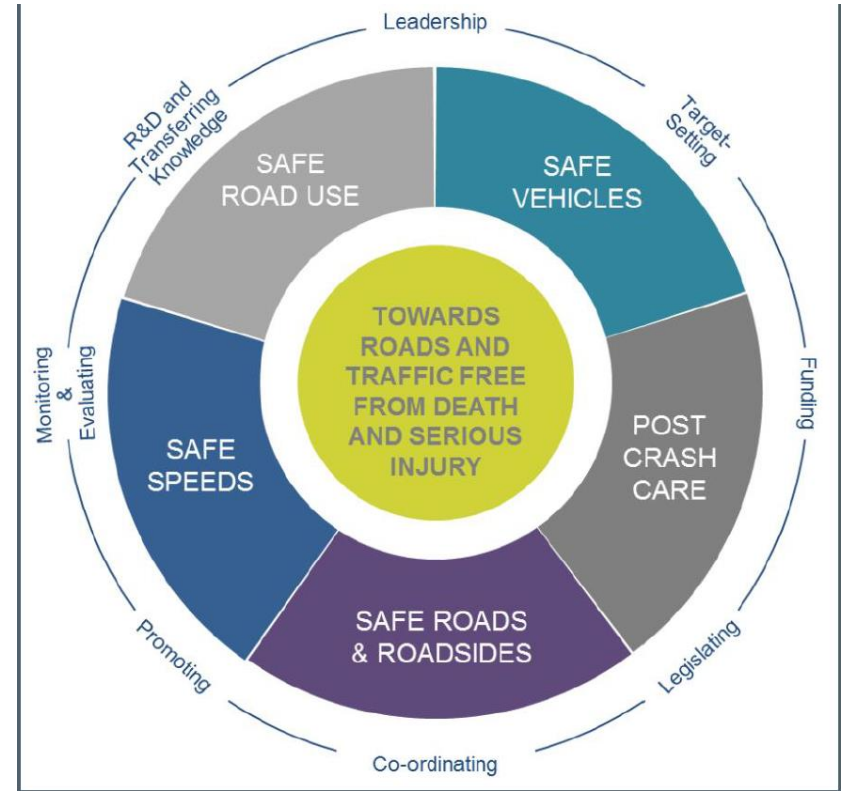 Leadership
Target-
Setting
Funding
Legislating
Co-ordinating
Promoting
Monitoring
&
Evaluating
R&D and
Transferring
Knowledge
SAFE
ROAD USE
SAFE
VEHICLES
POST
CRASH
CARE
SAFE ROADS
& ROADSIDES
SAFE
SPEEDS
TOWARDS
ROADS AND
TRAFFIC FREE
FROM DEATH
AND SERIOUS
INJURY